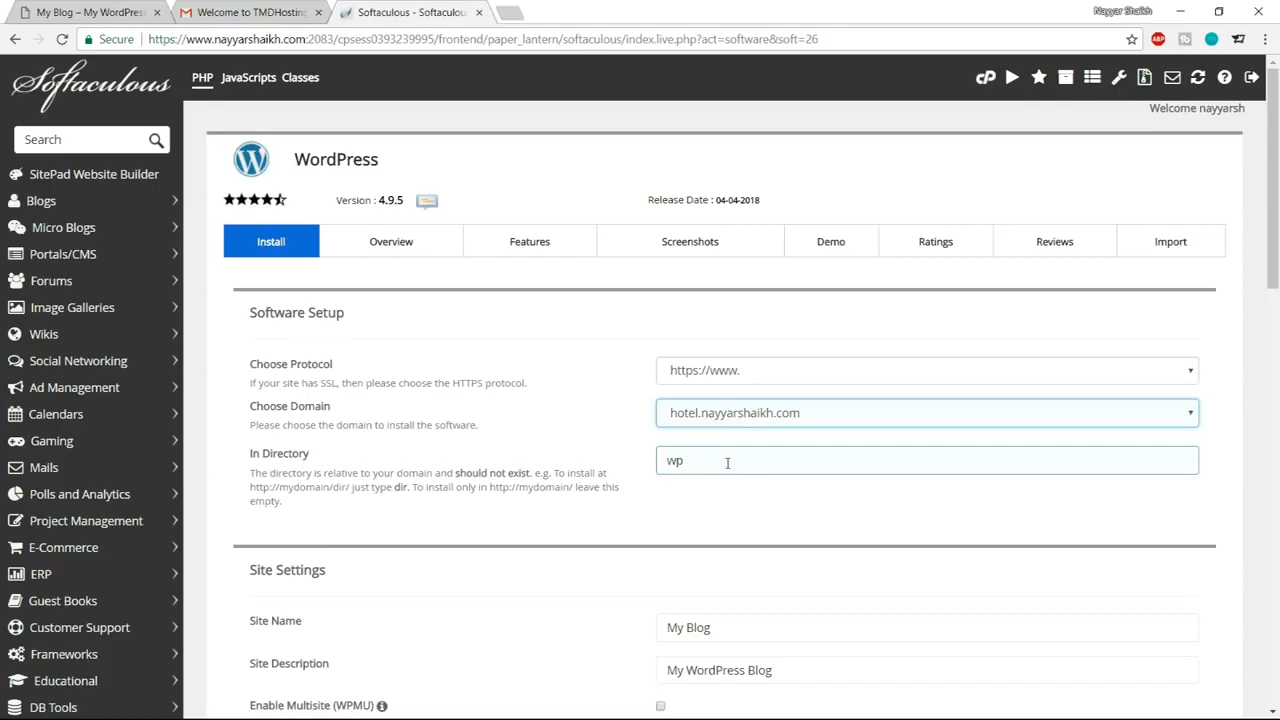 My Blog – My WordPress
Welcome to TMDHosting
Softaculous - Softaculou
Nayyar Shaikh
Secure
https://www.nayyarshaikh.com:2083/cpsess0393239995/frontend/paper_lantern/softaculous/index.live.php?act=software&soft=26
Softaculous
PHP JavaScripts Classes
Welcome nayyarsh
Search
SitePad Website Builder
Blogs
Micro Blogs
Portals/CMS
Forums
Image Galleries
Wikis
Social Networking
Ad Management
Calendars
Gaming
Mails
Polls and Analytics
Project Management
E-Commerce
ERP
Guest Books
Customer Support
Frameworks
Educational
DB Tools
WordPress
Version : 4.9.5
Release Date : 04-04-2018
Install
Overview
Features
Screenshots
Demo
Ratings
Reviews
Import
Software Setup
Choose Protocol
If your site has SSL, then please choose the HTTPS protocol.
https://www.
Choose Domain
Please choose the domain to install the software.
hotel.nayyarshaikh.com
In Directory
The directory is relative to your domain and should not exist. e.g. To install at
http://mydomain/dir/ just type dir. To install only in http://mydomain/ leave this
empty.
wp
Site Settings
Site Name
My Blog
Site Description
My WordPress Blog
Enable Multisite (WPMU)